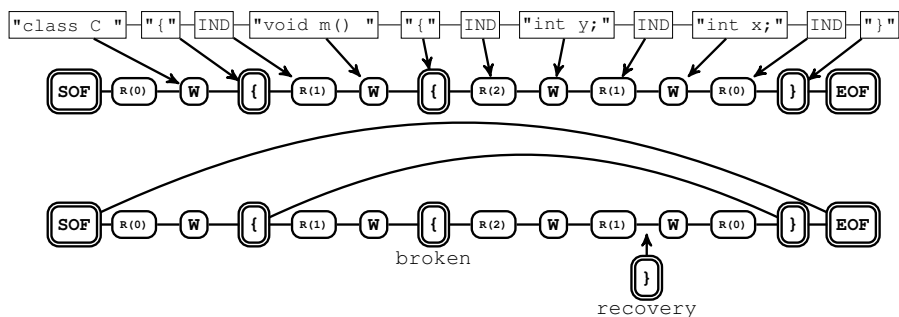 "class C " "{" IND "void m() " "{" IND "int y;" IND "int x;" IND "}"
SOF R(0) W { R(1) W { R(2) W R(1) W R(0) } EOF
SOF R(0) W { R(1) W { R(2) W R(1) W R(0) } EOF
broken
}
recovery